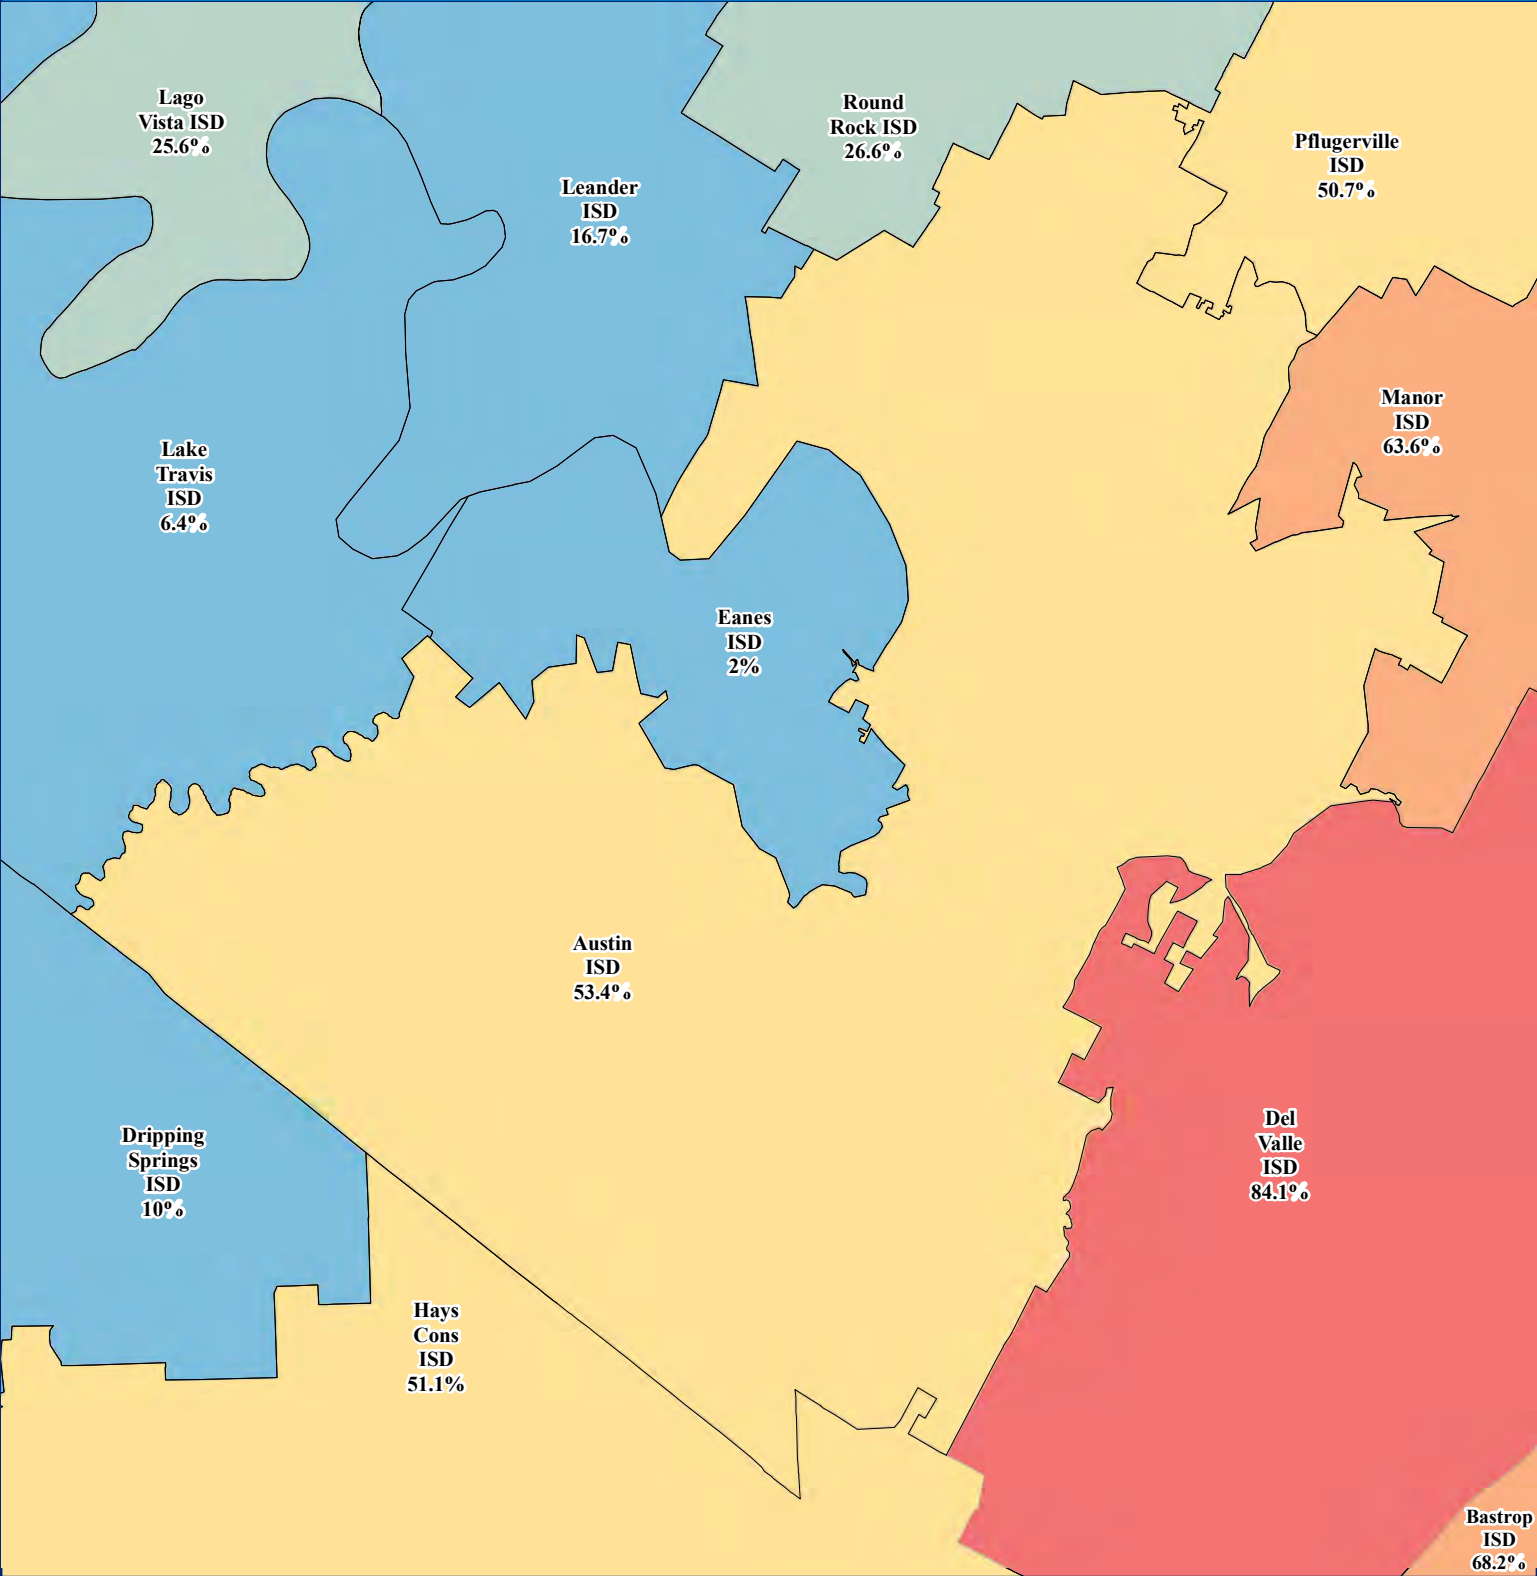 Lago
Vista ISD
25.6%
Round
Rock ISD
26.6%
Pflugerville
ISD
50.7%
Leander
ISD
16.7%
Manor
ISD
63.6%
Lake
Travis
ISD
6.4%
Eanes
ISD
2%
Austin
ISD
53.4%
Del
Valle
ISD
84.1%
Dripping
Springs
ISD
10%
Hays
Cons
ISD
51.1%
Bastrop
ISD
68.2%